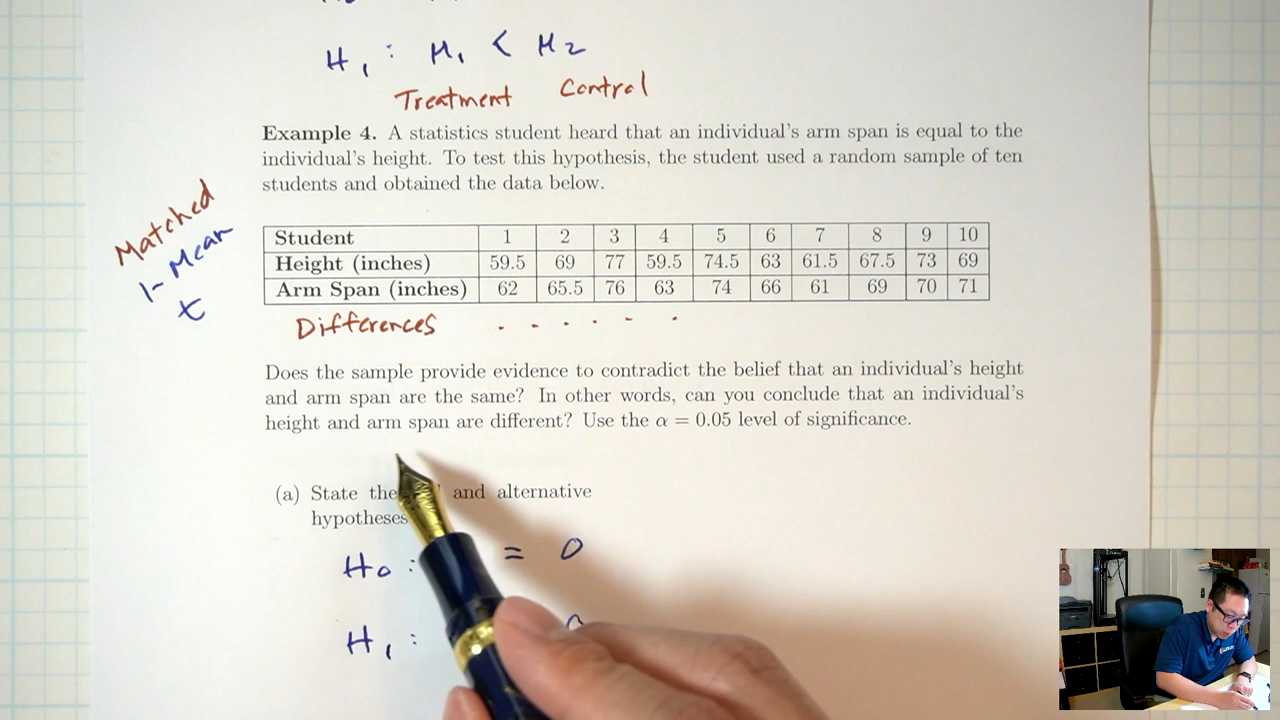 H₁ : μ₁ < μ₂
Treatment Control
Example 4. A statistics student heard that an individual's arm span is equal to the
individual's height. To test this hypothesis, the student used a random sample of ten
students and obtained the data below.
Matched
1-Mean
t
Student 1 2 3 4 5 6 7 8 9 10
Height (inches) 59.5 69 77 59.5 74.5 63 61.5 67.5 73 69
Arm Span (inches) 62 65.5 76 63 74 66 61 69 70 71
Differences . . . . . .
Does the sample provide evidence to contradict the belief that an individual's height
and arm span are the same? In other words, can you conclude that an individual's
height and arm span are different? Use the α = 0.05 level of significance.
(a) State the and alternative
hypotheses
H₀ : = 0
H₁ :